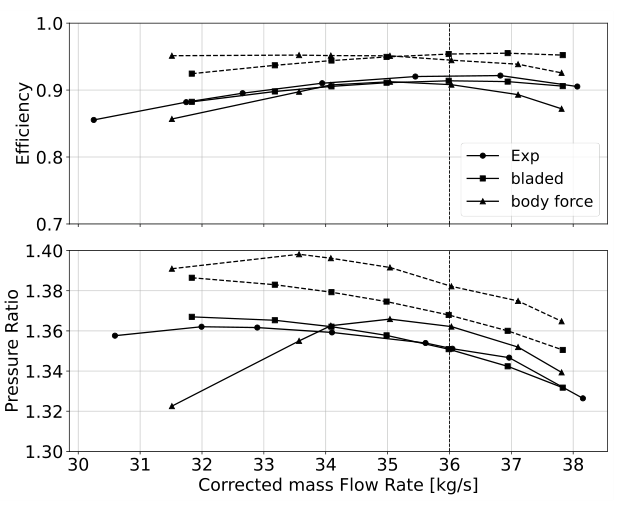 1.0
0.9
0.8
0.7
Efficiency
Exp
bladed
body force
1.40
1.38
1.36
1.34
1.32
1.30
Pressure Ratio
30 31 32 33 34 35 36 37 38
Corrected mass Flow Rate [kg/s]